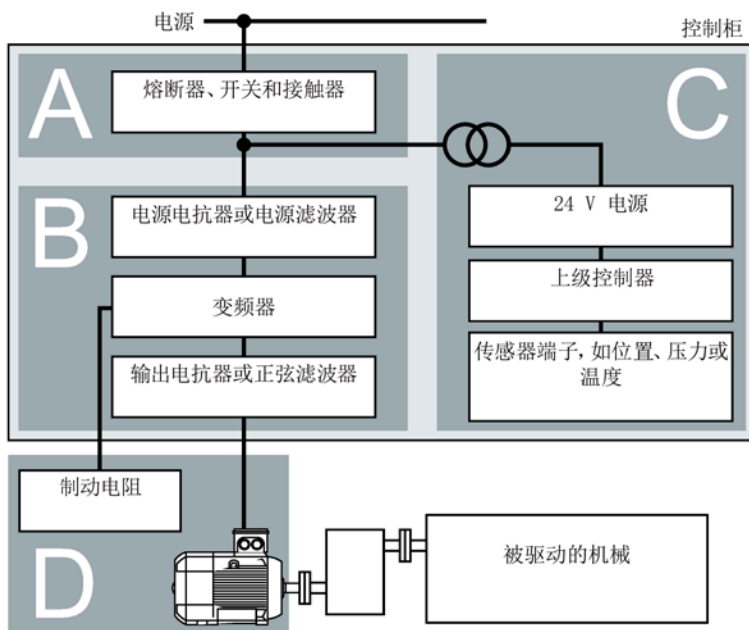 电源
控制柜
A
熔断器、开关和接触器
C
B
电源电抗器或电源滤波器
24 V 电源
变频器
上级控制器
输出电抗器或正弦滤波器
传感器端子，如位置、压力或
温度
制动电阻
D
被驱动的机械